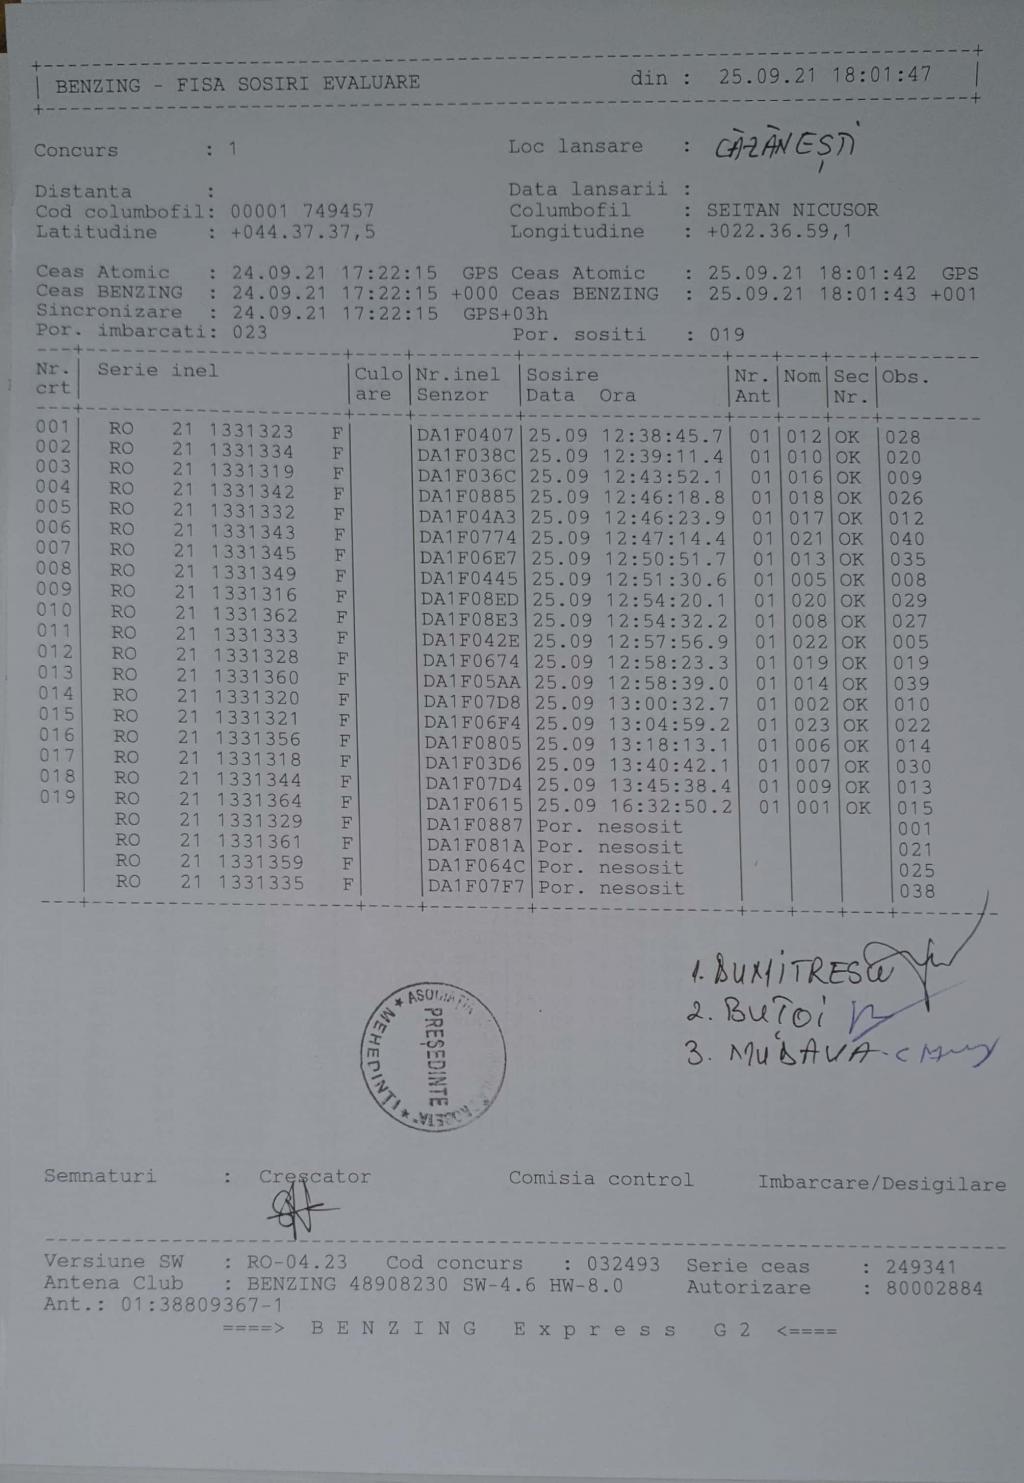 BENZING - FISA SOSIRI EVALUARE din : 25.09.21 18:01:47
Concurs : 1 Loc lansare : CĂZĂNEȘTI
Distanta : Data lansarii :
Cod columbofil: 00001 749457 Columbofil : SEITAN NICUSOR
Latitudine : +044.37.37,5 Longitudine : +022.36.59,1
Ceas Atomic : 24.09.21 17:22:15 GPS Ceas Atomic : 25.09.21 18:01:42 GPS
Ceas BENZING : 24.09.21 17:22:15 +000 Ceas BENZING : 25.09.21 18:01:43 +001
Sincronizare : 24.09.21 17:22:15 GPS+03h
Por. imbarcati: 023 Por. sositi : 019
Nr. Serie inel Culo Nr.inel Sosire Nr. Nom Sec Obs.
crt are Senzor Data Ora Ant Nr.
001 RO 21 1331323 F DA1F0407 25.09 12:38:45.7 01 012 OK 028
002 RO 21 1331334 F DA1F038C 25.09 12:39:11.4 01 010 OK 020
003 RO 21 1331319 F DA1F036C 25.09 12:43:52.1 01 016 OK 009
004 RO 21 1331342 F DA1F0885 25.09 12:46:18.8 01 018 OK 026
005 RO 21 1331332 F DA1F04A3 25.09 12:46:23.9 01 017 OK 012
006 RO 21 1331343 F DA1F0774 25.09 12:47:14.4 01 021 OK 040
007 RO 21 1331345 F DA1F06E7 25.09 12:50:51.7 01 013 OK 035
008 RO 21 1331349 F DA1F0445 25.09 12:51:30.6 01 005 OK 008
009 RO 21 1331316 F DA1F08ED 25.09 12:54:20.1 01 020 OK 029
010 RO 21 1331362 F DA1F08E3 25.09 12:54:32.2 01 008 OK 027
011 RO 21 1331333 F DA1F042E 25.09 12:57:56.9 01 022 OK 005
012 RO 21 1331328 F DA1F0674 25.09 12:58:23.3 01 019 OK 019
013 RO 21 1331360 F DA1F05AA 25.09 12:58:39.0 01 014 OK 039
014 RO 21 1331320 F DA1F07D8 25.09 13:00:32.7 01 002 OK 010
015 RO 21 1331321 F DA1F06F4 25.09 13:04:59.2 01 023 OK 022
016 RO 21 1331356 F DA1F0805 25.09 13:18:13.1 01 006 OK 014
017 RO 21 1331318 F DA1F03D6 25.09 13:40:42.1 01 007 OK 030
018 RO 21 1331344 F DA1F07D4 25.09 13:45:38.4 01 009 OK 013
019 RO 21 1331364 F DA1F0615 25.09 16:32:50.2 01 001 OK 015
RO 21 1331329 F DA1F0887 Por. nesosit 001
RO 21 1331361 F DA1F081A Por. nesosit 021
RO 21 1331359 F DA1F064C Por. nesosit 025
RO 21 1331335 F DA1F07F7 Por. nesosit 038
1. DUMITRESCU
2. BUTOI
3. MUDAVA
PREȘEDINTE
MEHEDINȚI
Semnaturi : Crescator Comisia control Imbarcare/Desigilare
Versiune SW : RO-04.23 Cod concurs : 032493 Serie ceas : 249341
Antena Club : BENZING 48908230 SW-4.6 HW-8.0 Autorizare : 80002884
Ant.: 01:38809367-1
====> B E N Z I N G E x p r e s s G 2 <====